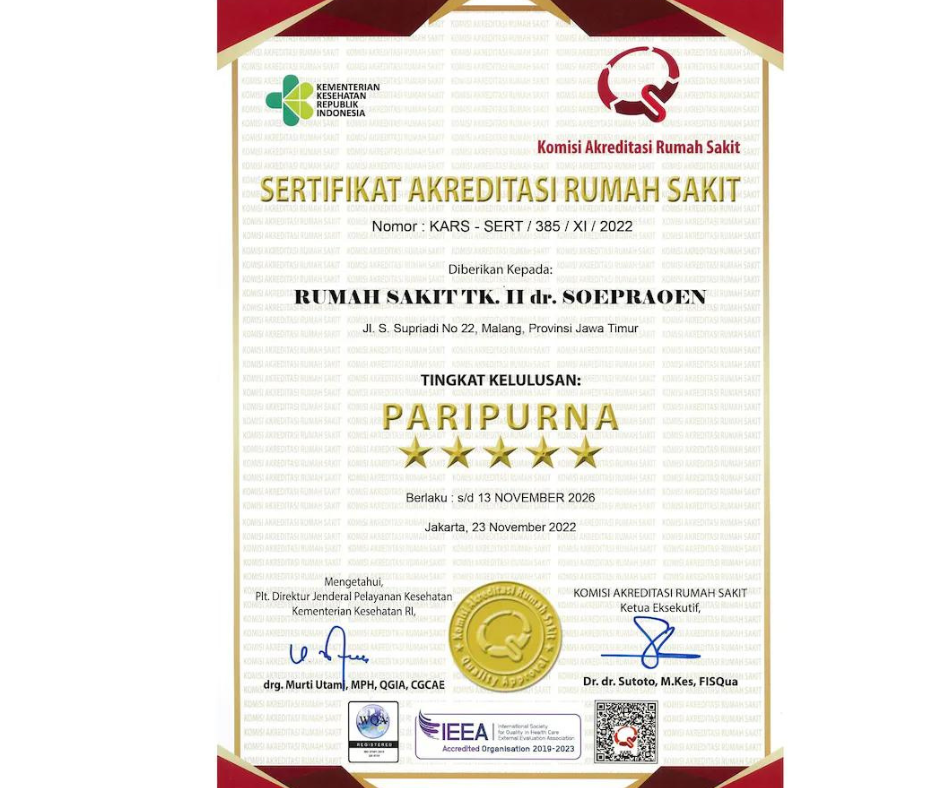 KEMENTERIAN
KESEHATAN
REPUBLIK
INDONESIA
Komisi Akreditasi Rumah Sakit
SERTIFIKAT AKREDITASI RUMAH SAKIT
Nomor : KARS - SERT / 385 / XI / 2022
Diberikan Kepada:
RUMAH SAKIT TK. II dr. SOEPRAOEN
Jl. S. Supriadi No 22, Malang, Provinsi Jawa Timur
TINGKAT KELULUSAN:
PARIPURNA
Berlaku : s/d 13 NOVEMBER 2026
Jakarta, 23 November 2022
Mengetahui,
Plt. Direktur Jenderal Pelayanan Kesehatan
Kementerian Kesehatan RI,
drg. Murti Utami, MPH, QGIA, CGCAE
Komisi Akreditasi Rumah Sakit
Quality Approval
KOMISI AKREDITASI RUMAH SAKIT
Ketua Eksekutif,
Dr. dr. Sutoto, M.Kes, FISQua
WQA
REGISTERED
IEEA
International Society
for Quality in Health Care
External Evaluation Association
Accredited Organisation 2019-2023